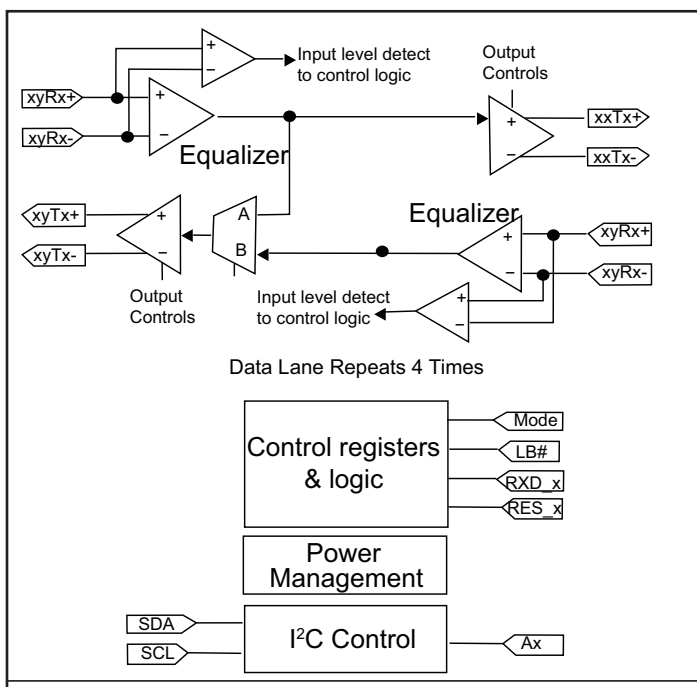 Input level detect
to control logic
Output
Controls
+
−
xyRx+
xyRx-
+
−
Equalizer
+
−
xxTx+
xxTx-
xyTx+
xyTx-
+
−
A
B
Equalizer
+
−
xyRx+
xyRx-
Output
Controls
Input level detect
to control logic
+
−
Data Lane Repeats 4 Times
Control registers
& logic
Mode
LB#
RXD_x
RES_x
Power
Management
SDA
SCL
I²C Control
Ax